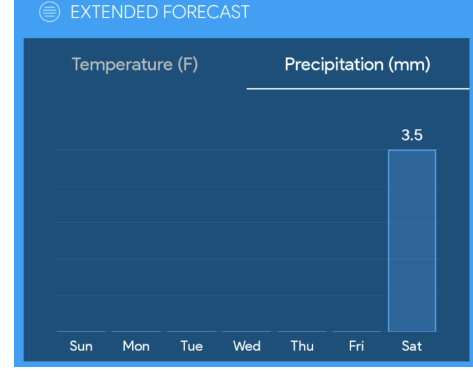 EXTENDED FORECAST
Temperature (F) Precipitation (mm)
3.5
Sun Mon Tue Wed Thu Fri Sat